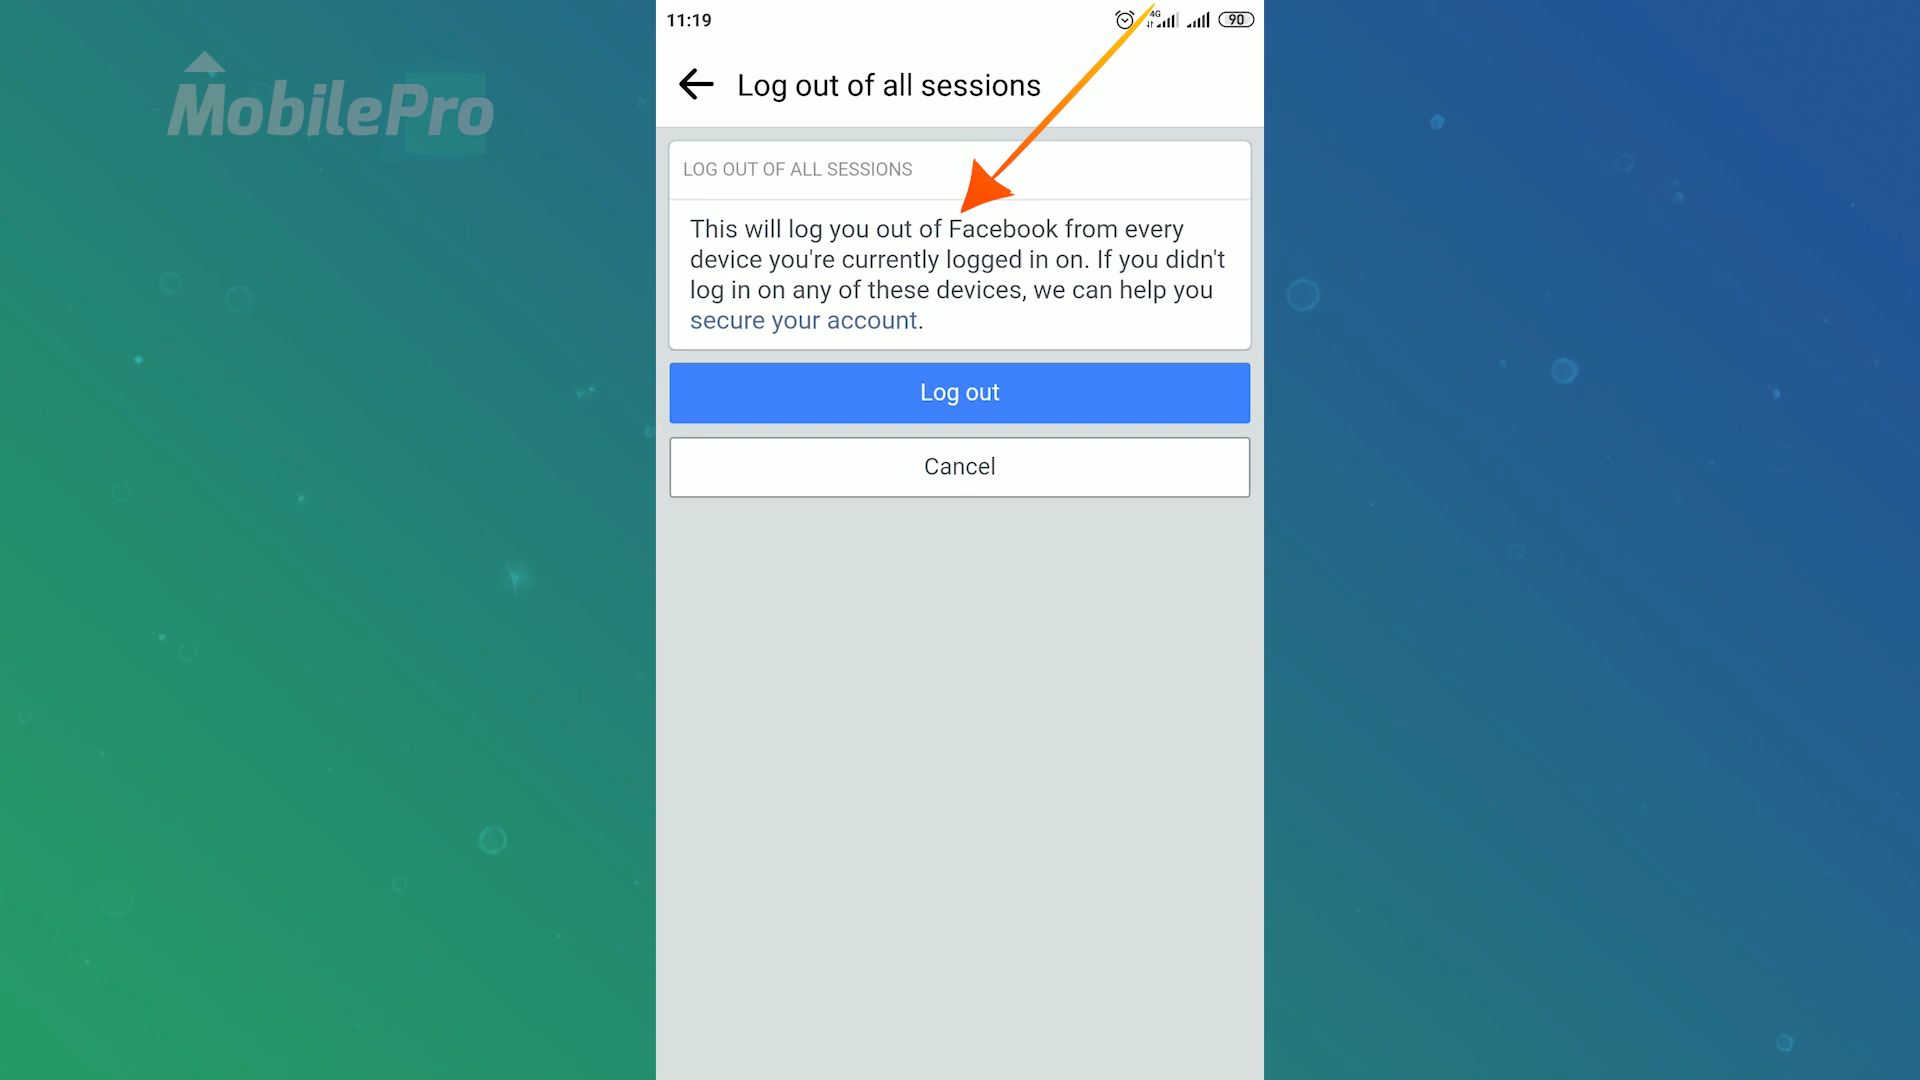 MobilePro
11:19
4G
90
Log out of all sessions
LOG OUT OF ALL SESSIONS
This will log you out of Facebook from every
device you're currently logged in on. If you didn't
log in on any of these devices, we can help you
secure your account.
Log out
Cancel